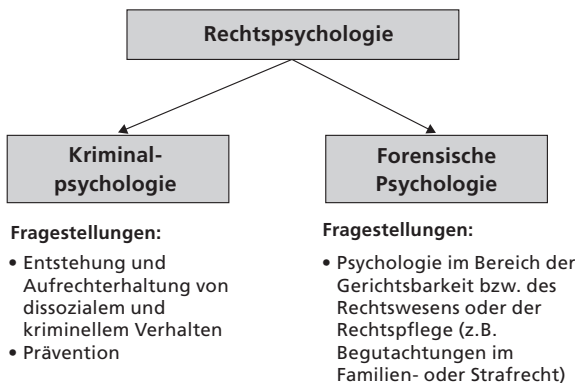 Rechtspsychologie
Kriminal-
psychologie
Fragestellungen:
• Entstehung und
Aufrechterhaltung von
dissozialem und
kriminellem Verhalten
• Prävention
Forensische
Psychologie
Fragestellungen:
• Psychologie im Bereich der
Gerichtsbarkeit bzw. des
Rechtswesens oder der
Rechtspflege (z.B.
Begutachtungen im
Familien- oder Strafrecht)